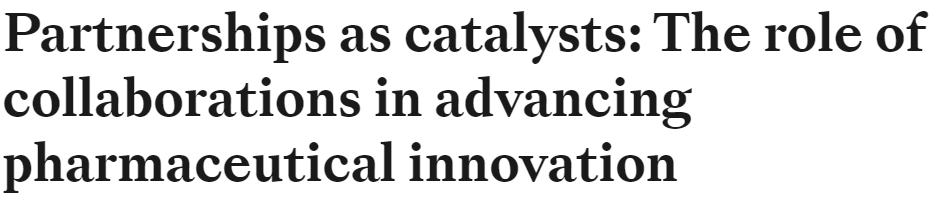 Partnerships as catalysts: The role of
collaborations in advancing
pharmaceutical innovation